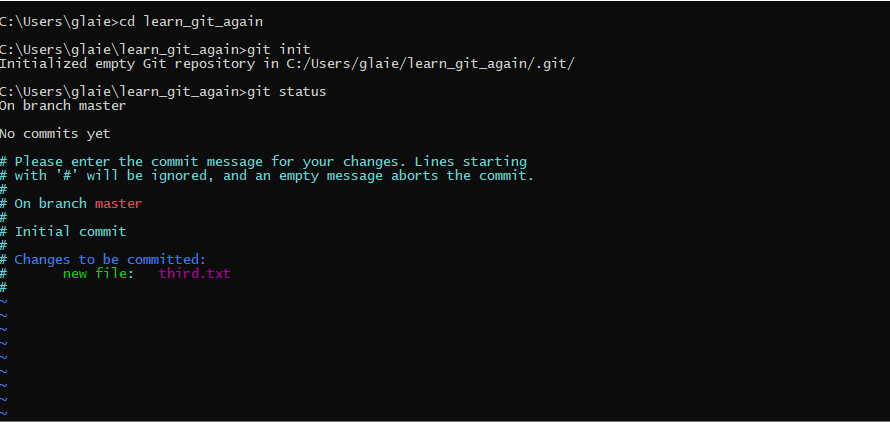 C:\Users\glaie>cd learn_git_again
C:\Users\glaie\learn_git_again>git init
Initialized empty Git repository in C:/Users/glaie/learn_git_again/.git/
C:\Users\glaie\learn_git_again>git status
On branch master
No commits yet
# Please enter the commit message for your changes. Lines starting
# with '#' will be ignored, and an empty message aborts the commit.
#
# On branch master
#
# Initial commit
#
# Changes to be committed:
#       new file:   third.txt
#
~
~
~
~
~
~
~
~
~